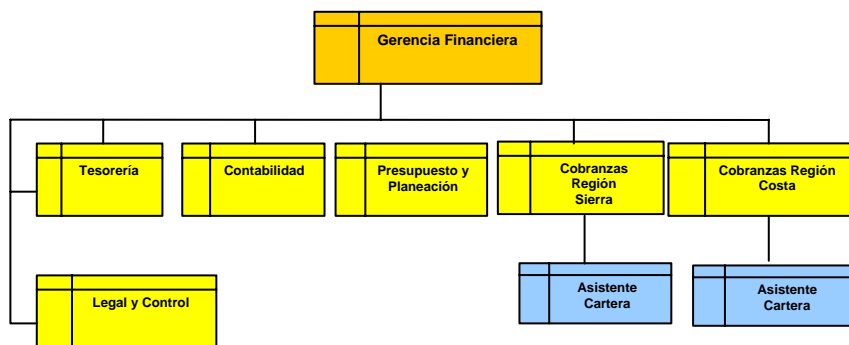 Gerencia Financiera
Tesorería
Contabilidad
Presupuesto y
Planeación
Cobranzas
Región
Sierra
Cobranzas Región
Costa
Legal y Control
Asistente
Cartera
Asistente
Cartera